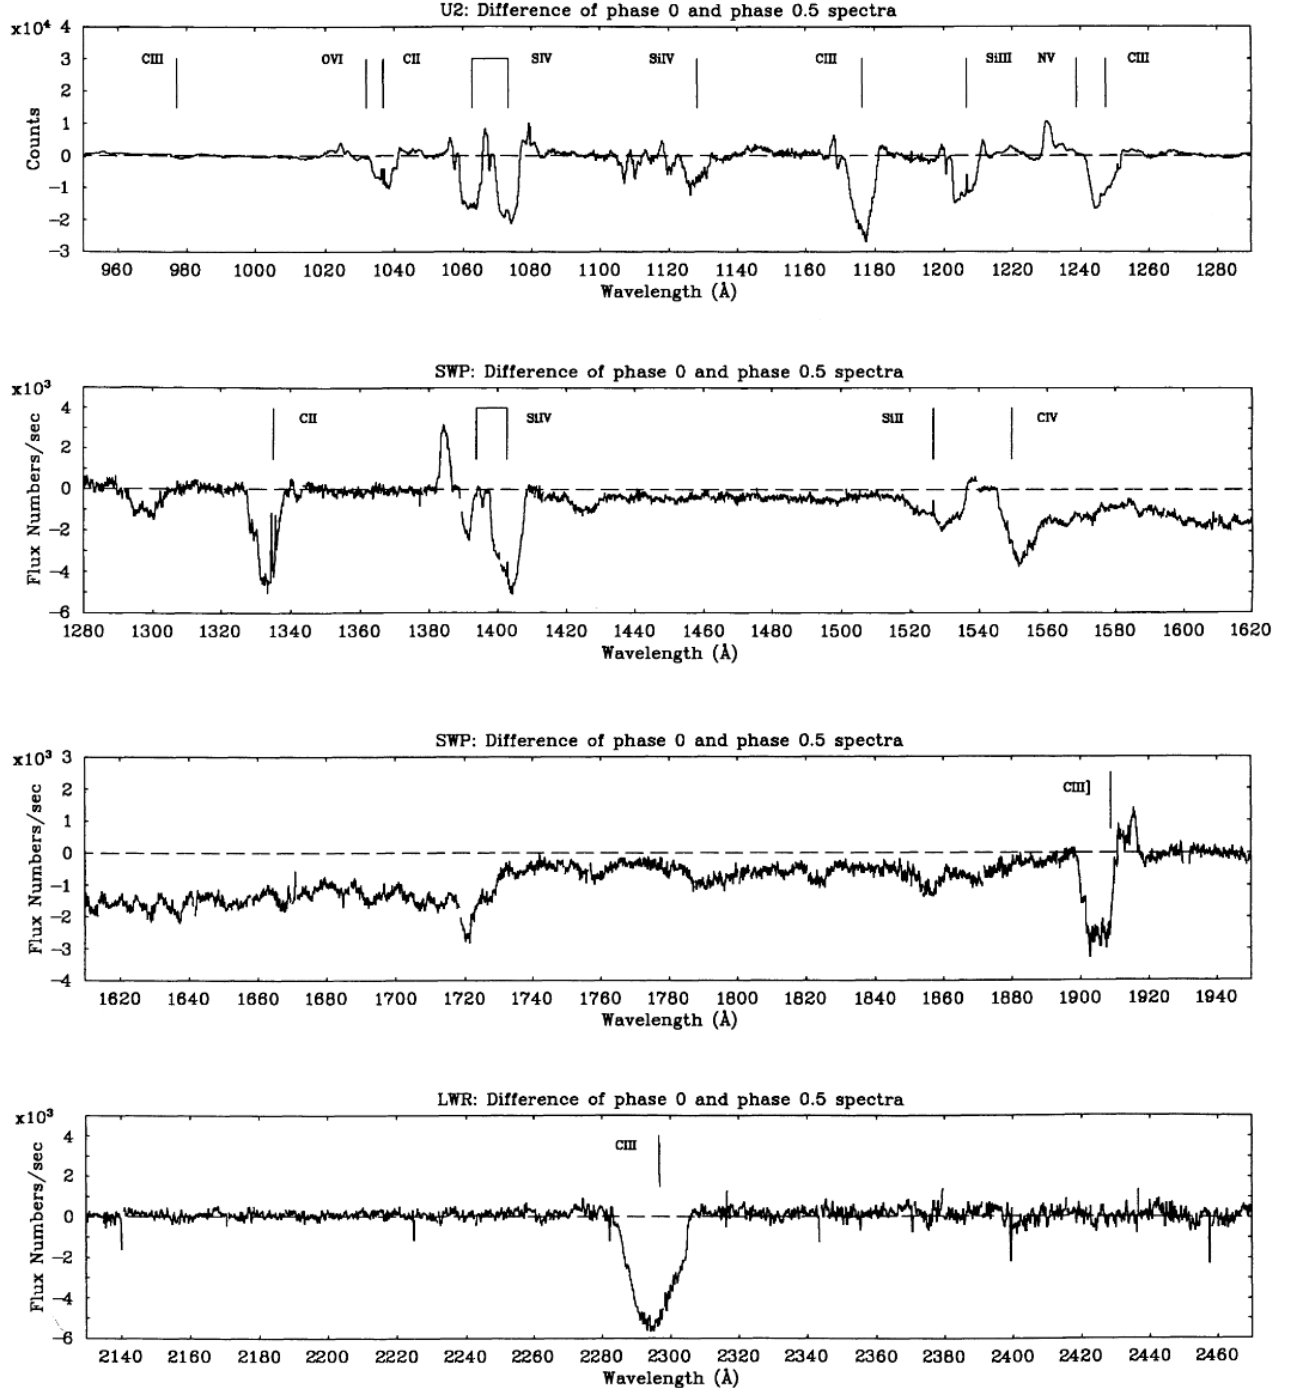 U2: Difference of phase 0 and phase 0.5 spectra
x10⁴ 4
3
2
1
0
−1
−2
−3
Counts
CIII OVI CII SIV SiIV CIII SiIII NV CIII
960 980 1000 1020 1040 1060 1080 1100 1120 1140 1160 1180 1200 1220 1240 1260 1280
Wavelength (Å)
SWP: Difference of phase 0 and phase 0.5 spectra
x10³
4
2
0
−2
−4
−6
Flux Numbers/sec
CII SiIV SiII CIV
1280 1300 1320 1340 1360 1380 1400 1420 1440 1460 1480 1500 1520 1540 1560 1580 1600 1620
Wavelength (Å)
SWP: Difference of phase 0 and phase 0.5 spectra
x10³ 3
2
1
0
−1
−2
−3
−4
Flux Numbers/sec
CIII]
1620 1640 1660 1680 1700 1720 1740 1760 1780 1800 1820 1840 1860 1880 1900 1920 1940
Wavelength (Å)
LWR: Difference of phase 0 and phase 0.5 spectra
x10³
4
2
0
−2
−4
−6
Flux Numbers/sec
CIII
2140 2160 2180 2200 2220 2240 2260 2280 2300 2320 2340 2360 2380 2400 2420 2440 2460
Wavelength (Å)